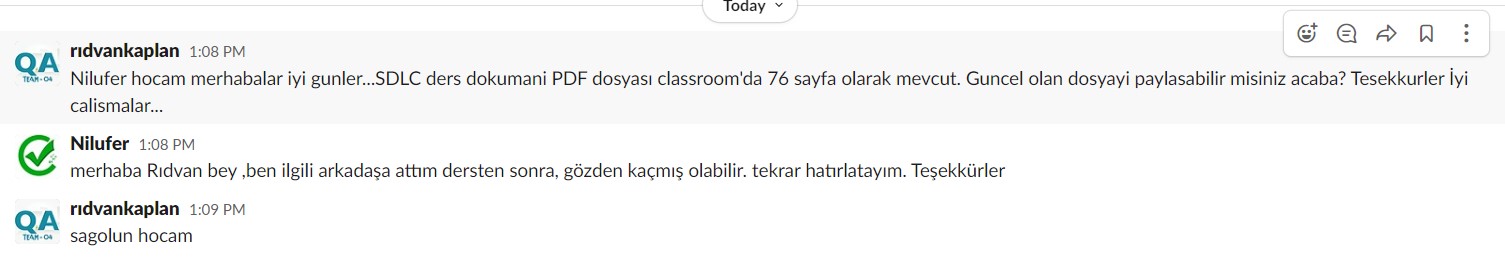 Today
rıdvankaplan 1:08 PM
Nilufer hocam merhabalar iyi gunler...SDLC ders dokumani PDF dosyası classroom'da 76 sayfa olarak mevcut. Guncel olan dosyayi paylasabilir misiniz acaba? Tesekkurler İyi
calismalar...
QA
TEAM - 04
Nilufer 1:08 PM
merhaba Rıdvan bey ,ben ilgili arkadaşa attım dersten sonra, gözden kaçmış olabilir. tekrar hatırlatayım. Teşekkürler
rıdvankaplan 1:09 PM
sagolun hocam
QA
TEAM - 04